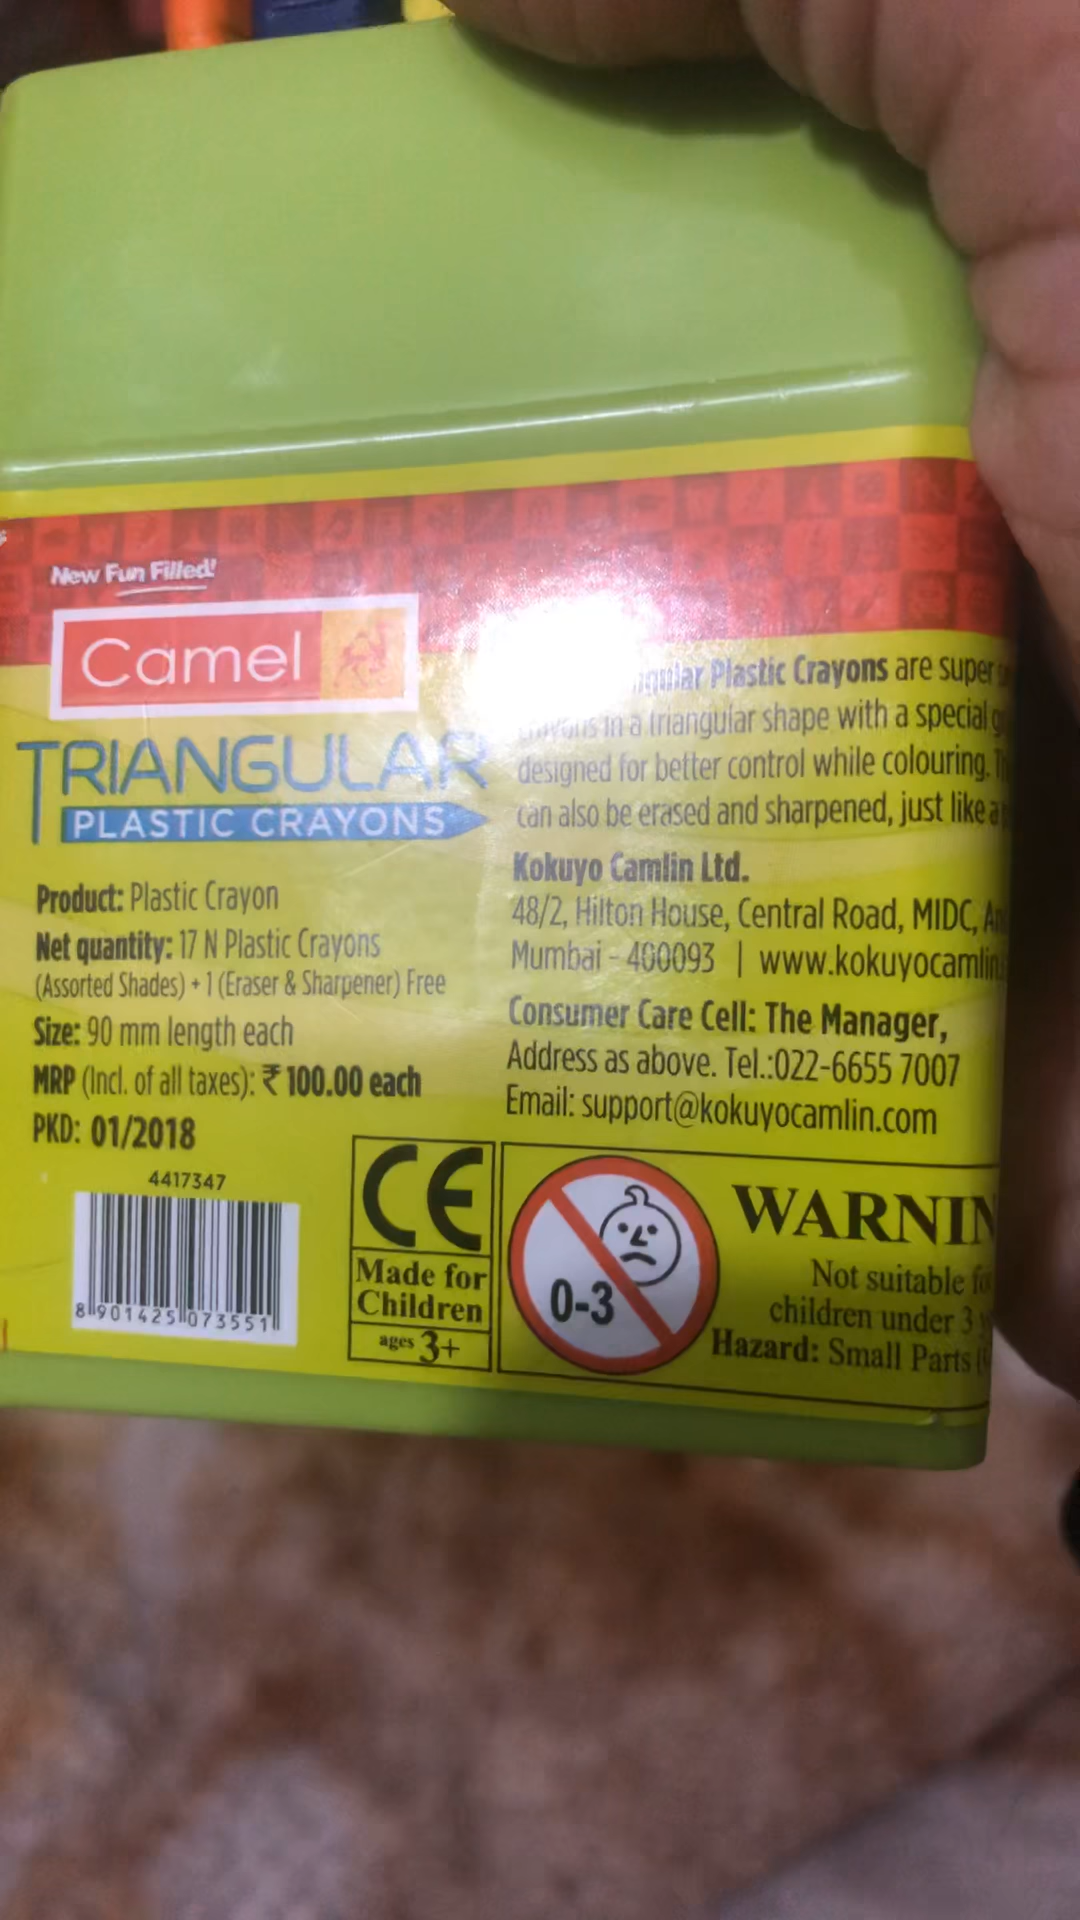 New Fun Filled!
Camel
TRIANGULAR
PLASTIC CRAYONS
Product: Plastic Crayon
Net quantity: 17 N Plastic Crayons
(Assorted Shades) + 1 (Eraser & Sharpener) Free
Size: 90 mm length each
MRP (Incl. of all taxes): ₹ 100.00 each
PKD: 01/2018
4417347
8 901425 073551
Plastic Crayons are super
in a triangular shape with a special
designed for better control while colouring.
can also be erased and sharpened, just like a
Kokuyo Camlin Ltd.
48/2, Hilton House, Central Road, MIDC,
Mumbai - 400093 | www.kokuyocamlin
Consumer Care Cell: The Manager,
Address as above. Tel.:022-6655 7007
Email: support@kokuyocamlin.com
CE
Made for
Children
ages 3+
0-3
WARNIN
Not suitable
children under 3
Hazard: Small Parts